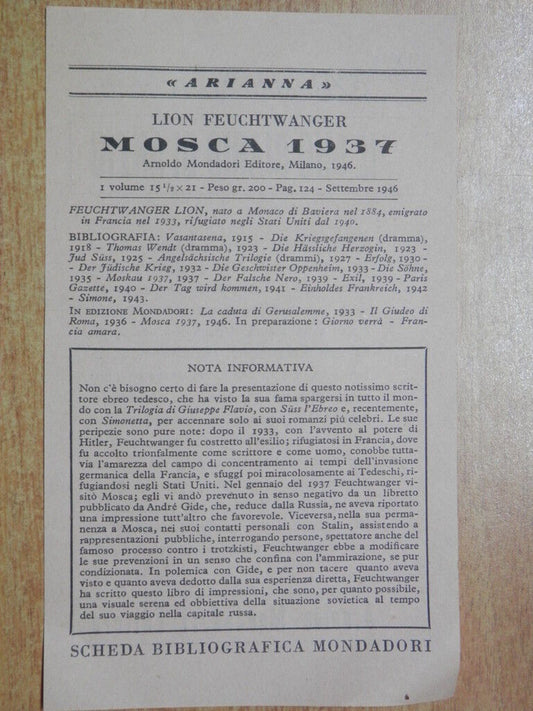 « ARIANNA »
LION FEUCHTWANGER
MOSCA 1937
Arnoldo Mondadori Editore, Milano, 1946.
1 volume 15 1/2 × 21 - Peso gr. 200 - Pag. 124 - Settembre 1946
FEUCHTWANGER LION, nato a Monaco di Baviera nel 1884, emigrato
in Francia nel 1933, rifugiato negli Stati Uniti dal 1940.
BIBLIOGRAFIA: Vasantasena, 1915 - Die Kriegsgefangenen (dramma),
1918 - Thomas Wendt (dramma), 1923 - Die Hässliche Herzogin, 1923 -
Jud Süss, 1925 - Angelsächsische Trilogie (drammi), 1927 - Erfolg, 1930 -
- Der Jüdische Krieg, 1932 - Die Geschwister Oppenheim, 1933 - Die Söhne,
1935 - Moskau 1937, 1937 - Der Falsche Nero, 1939 - Exil, 1939 - Paris
Gazette, 1940 - Der Tag wird kommen, 1941 - Einholdes Frankreich, 1942
- Simone, 1943.
IN EDIZIONE MONDADORI: La caduta di Gerusalemme, 1933 - Il Giudeo di
Roma, 1936 - Mosca 1937, 1946. In preparazione: Giorno verrà - Fran-
cia amara.
NOTA INFORMATIVA
Non c'è bisogno certo di fare la presentazione di questo notissimo scrit-
tore ebreo tedesco, che ha visto la sua fama spargersi in tutto il mon-
do con la Trilogia di Giuseppe Flavio, con Süss l'Ebreo e, recentemente,
con Simonetta, per accennare solo ai suoi romanzi più celebri. Le sue
peripezie sono pure note: dopo il 1933, con l'avvento al potere di
Hitler, Feuchtwanger fu costretto all'esilio; rifugiatosi in Francia, dove
fu accolto trionfalmente come scrittore e come uomo, conobbe tutta-
via l'amarezza del campo di concentramento ai tempi dell'invasione
germanica della Francia, e sfuggì poi miracolosamente ai Tedeschi, ri-
fugiandosi negli Stati Uniti. Nel gennaio del 1937 Feuchtwanger vi-
sitò Mosca; egli vi andò prevenuto in senso negativo da un libretto
pubblicato da André Gide, che, reduce dalla Russia, ne aveva riportato
una impressione tutt'altro che favorevole. Viceversa, nella sua perma-
nenza a Mosca, nei suoi contatti personali con Stalin, assistendo a
rappresentazioni pubbliche, interrogando persone, spettatore anche del
famoso processo contro i trotzkisti, Feuchtwanger ebbe a modificare
le sue prevenzioni in un senso che confina con l'ammirazione, se pur
condizionata. In polemica con Gide, e per non tacere quanto aveva
visto e quanto aveva dedotto dalla sua esperienza diretta, Feuchtwanger
ha scritto questo libro di impressioni, che sono, per quanto possibile,
una visuale serena ed obbiettiva della situazione sovietica al tempo
del suo viaggio nella capitale russa.
SCHEDA BIBLIOGRAFICA MONDADORI